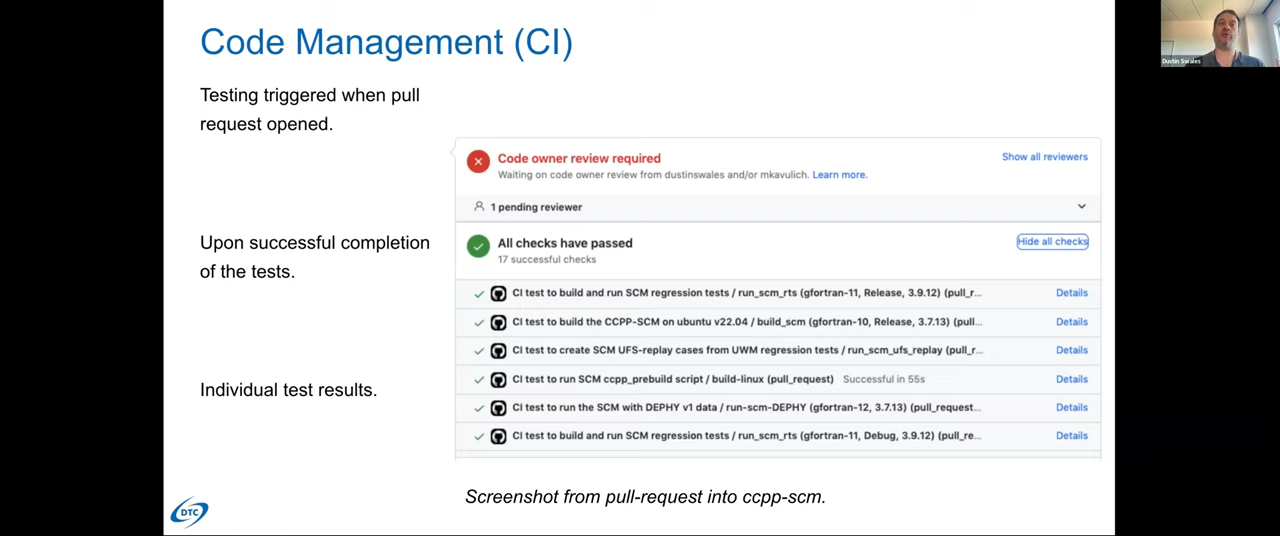 Code Management (CI)
Dustin Swales
Testing triggered when pull
request opened.
Code owner review required
Show all reviewers
Waiting on code owner review from dustinswales and/or mkavulich. Learn more.
1 pending reviewer
Upon successful completion
of the tests.
All checks have passed
Hide all checks
17 successful checks
CI test to build and run SCM regression tests / run_scm_rts (gfortran-11, Release, 3.9.12) (pull_r...
Details
CI test to build the CCPP-SCM on ubuntu v22.04 / build_scm (gfortran-10, Release, 3.7.13) (pull...
Details
CI test to create SCM UFS-replay cases from UWM regression tests / run_scm_ufs_replay (pull_r...
Details
Individual test results.
CI test to run SCM ccpp_prebuild script / build-linux (pull_request) Successful in 55s
Details
CI test to run the SCM with DEPHY v1 data / run-scm-DEPHY (gfortran-12, 3.7.13) (pull_request...
Details
CI test to build and run SCM regression tests / run_scm_rts (gfortran-11, Debug, 3.9.12) (pull_re...
Details
Screenshot from pull-request into ccpp-scm.
DTC